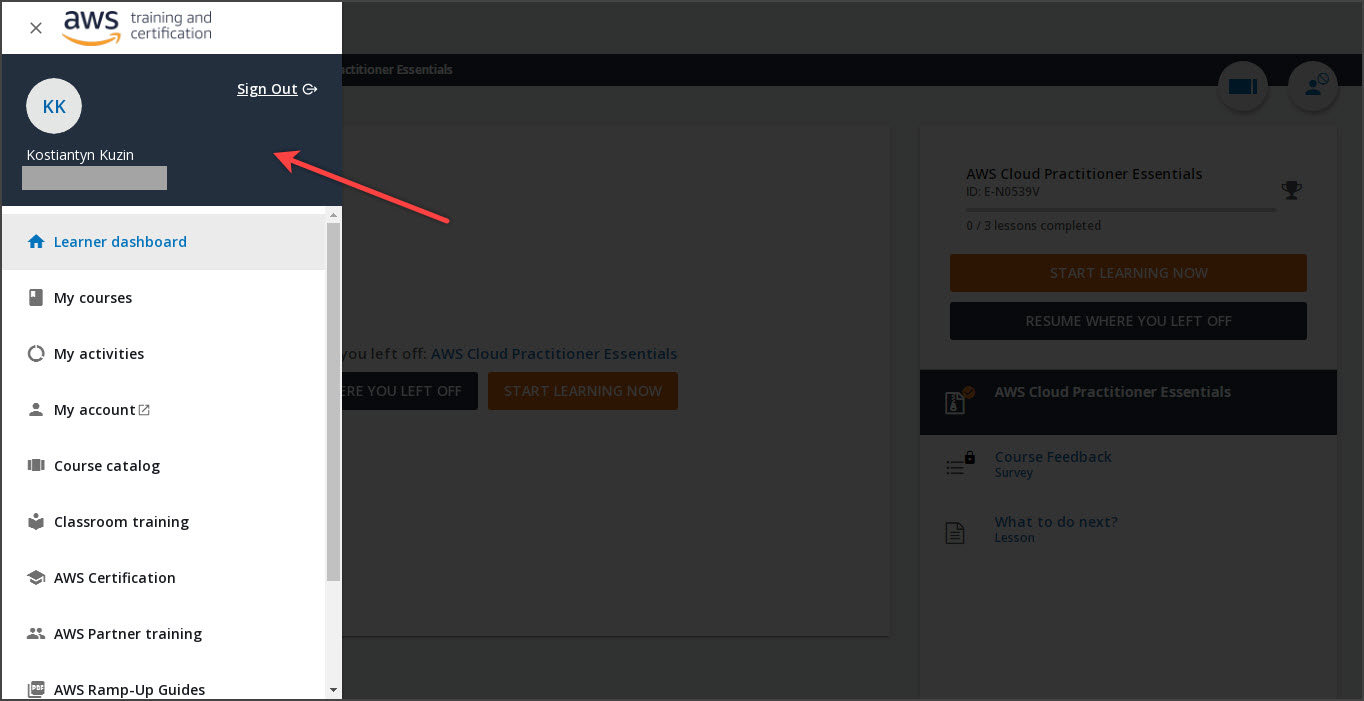 aws training and
certification
Sign Out
KK
Kostiantyn Kuzin
Learner dashboard
My courses
My activities
My account
Course catalog
Classroom training
AWS Certification
AWS Partner training
PDF
AWS Ramp-Up Guides
actitioner Essentials
you left off: AWS Cloud Practitioner Essentials
ERE YOU LEFT OFF
START LEARNING NOW
AWS Cloud Practitioner Essentials
ID: E-N0539V
0 / 3 lessons completed
START LEARNING NOW
RESUME WHERE YOU LEFT OFF
AWS Cloud Practitioner Essentials
Course Feedback
Survey
What to do next?
Lesson